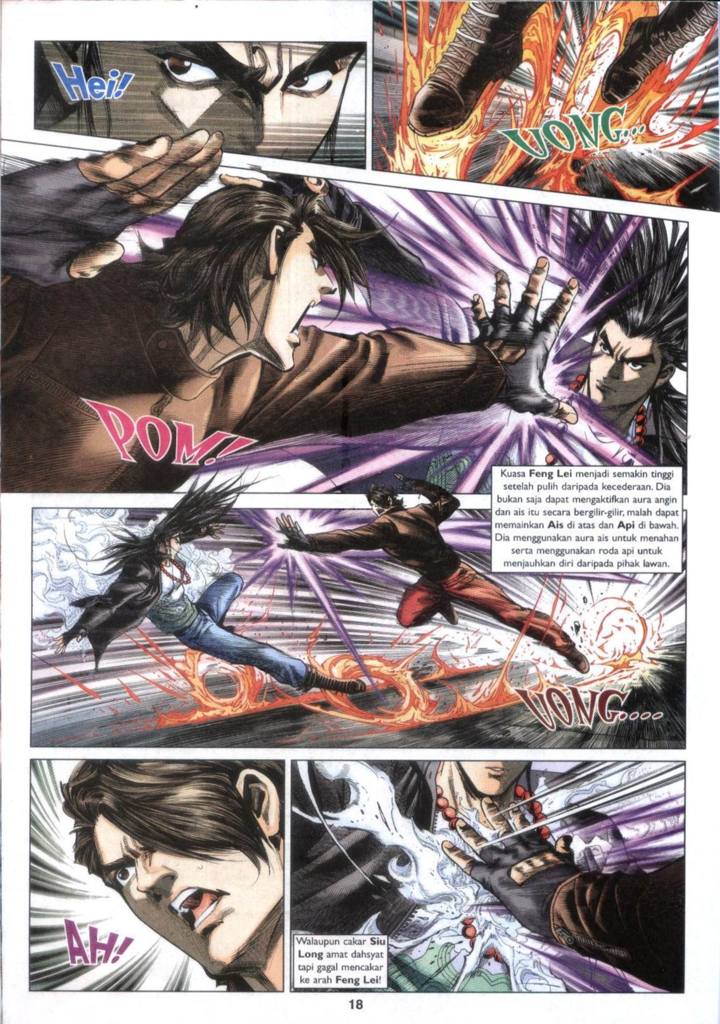 Hei!
UONG...
POM!
Kuasa Feng Lei menjadi semakin tinggi
setelah pulih daripada kecederaan. Dia
bukan saja dapat mengaktifkan aura angin
dan ais itu secara bergilir-gilir, malah dapat
memainkan Ais di atas dan Api di bawah.
Dia menggunakan aura ais untuk menahan
serta menggunakan roda api untuk
menjauhkan diri daripada pihak lawan.
UONG....
AH!
Walaupun cakar Siu
Long amat dahsyat
tapi gagal mencakar
ke arah Feng Lei!
18